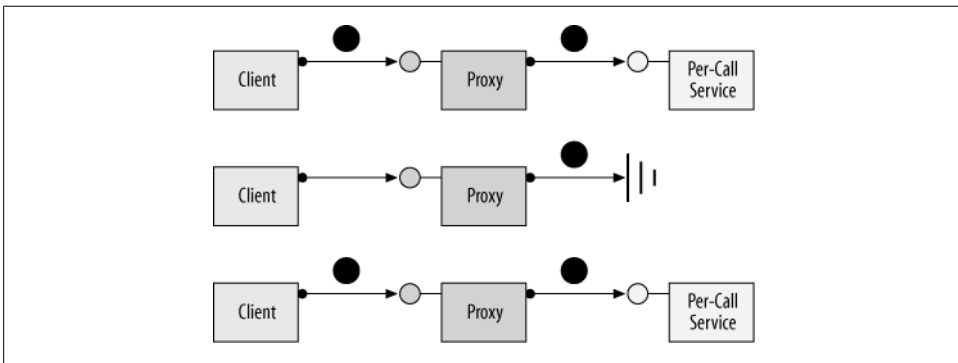 Client
Proxy
Per-Call
Service
Client
Proxy
Client
Proxy
Per-Call
Service